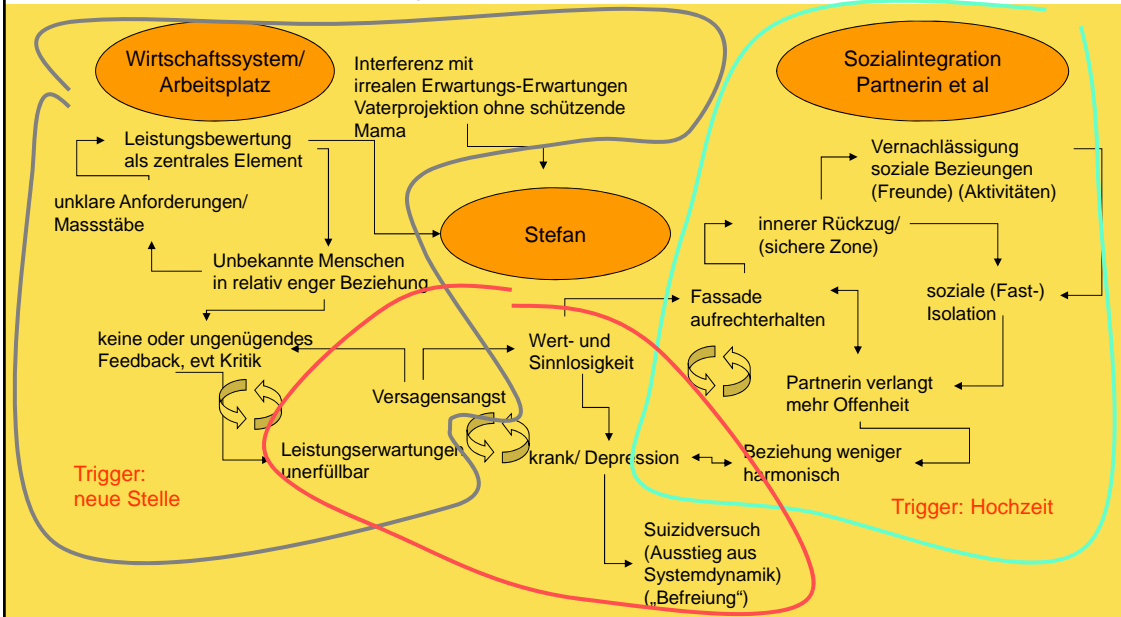 Wirtschaftssystem/
Arbeitsplatz
Interferenz mit
irrealen Erwartungs-Erwartungen
Vaterprojektion ohne schützende
Mama
Sozialintegration
Partnerin et al
Leistungsbewertung
als zentrales Element
Vernachlässigung
soziale Bezieungen
(Freunde) (Aktivitäten)
unklare Anforderungen/
Massstäbe
Stefan
innerer Rückzug/
(sichere Zone)
Unbekannte Menschen
in relativ enger Beziehung
Fassade
aufrechterhalten
soziale (Fast-)
Isolation
keine oder ungenügendes
Feedback, evt Kritik
Wert- und
Sinnlosigkeit
Versagensangst
Partnerin verlangt
mehr Offenheit
Leistungserwartungen
unerfüllbar
krank/ Depression
Beziehung weniger
harmonisch
Trigger:
neue Stelle
Trigger: Hochzeit
Suizidversuch
(Ausstieg aus
Systemdynamik)
(„Befreiung“)